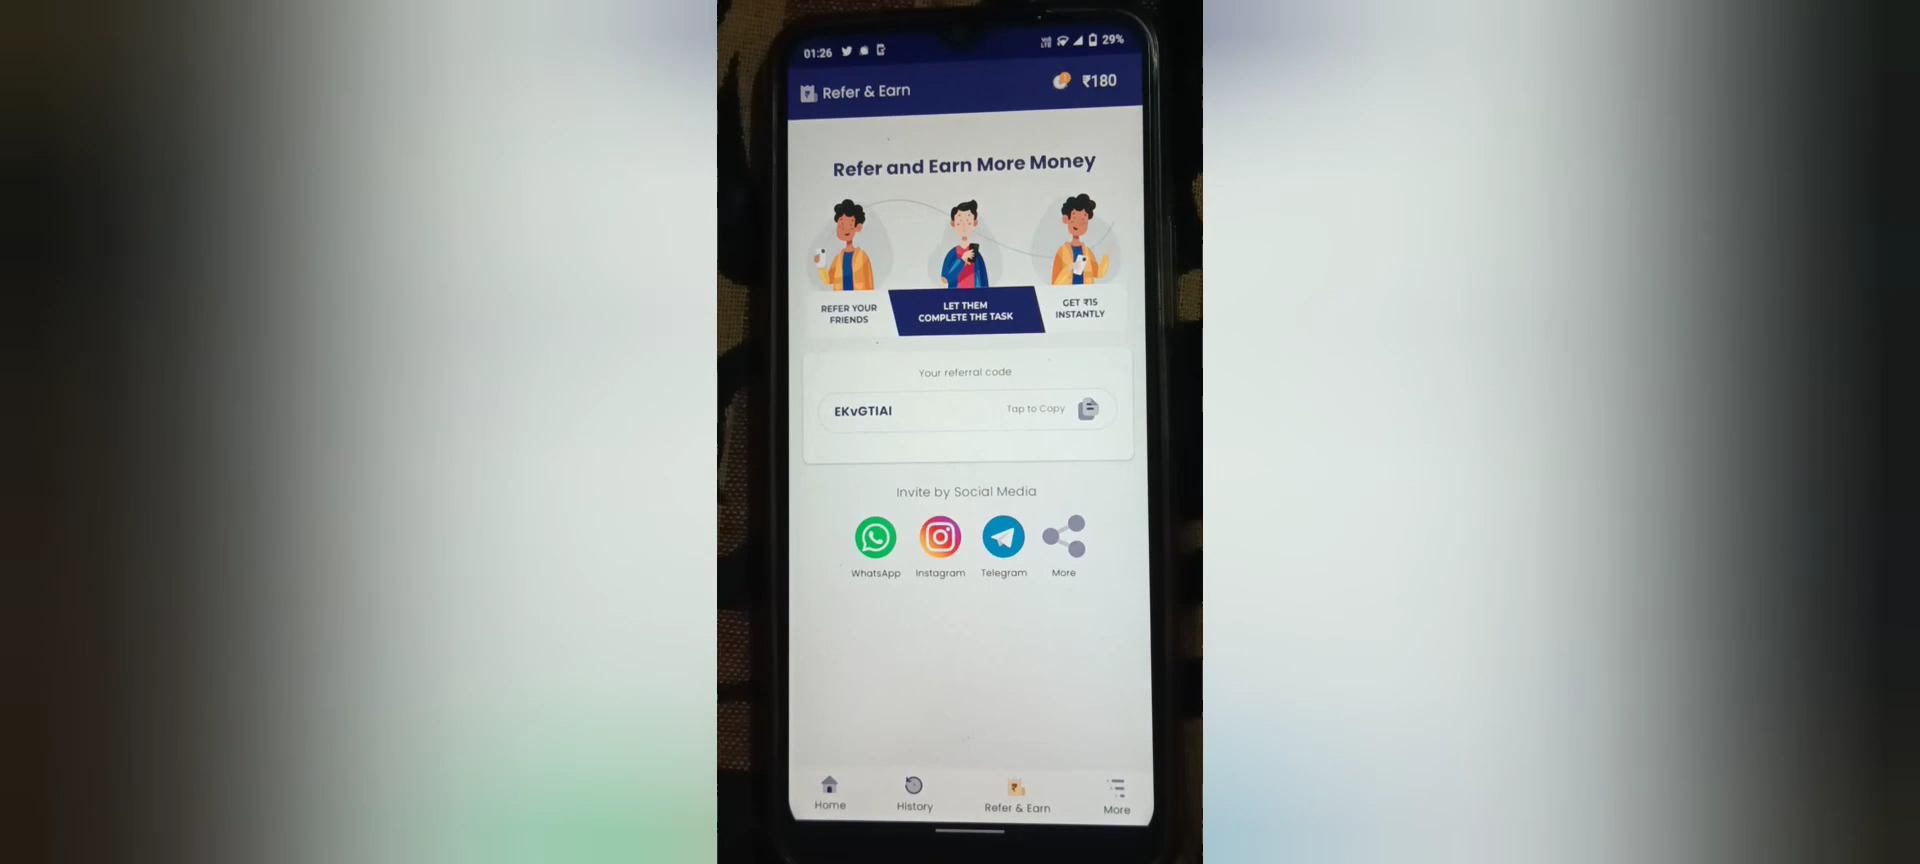 01:26
Vo) LTE 29%
Refer & Earn
₹180
Refer and Earn More Money
REFER YOUR
FRIENDS
LET THEM
COMPLETE THE TASK
GET ₹15
INSTANTLY
Your referral code
EKvGTIAI
Tap to Copy
Invite by Social Media
WhatsApp
Instagram
Telegram
More
Home
History
Refer & Earn
More